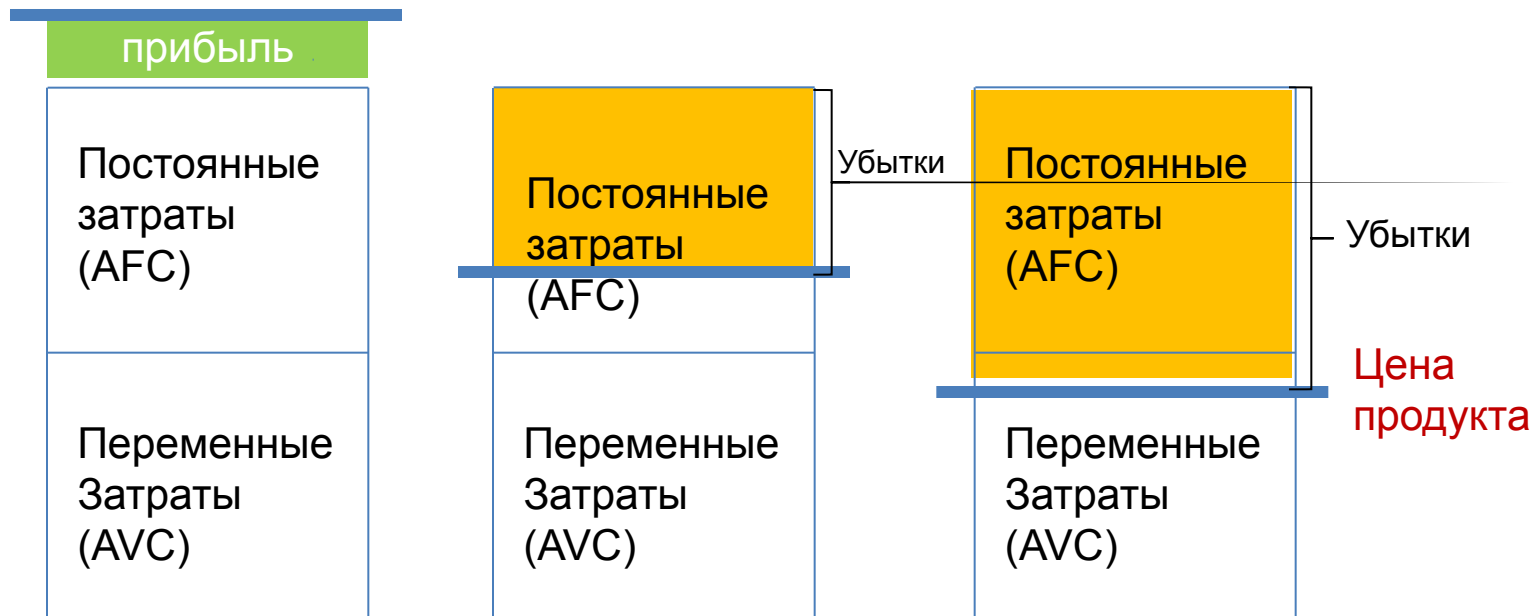 прибыль
Постоянные
затраты
(AFC)
Переменные
Затраты
(AVC)
Постоянные
затраты
(AFC)
Переменные
Затраты
(AVC)
Убытки
Постоянные
затраты
(AFC)
Переменные
Затраты
(AVC)
Убытки
Цена
продукта